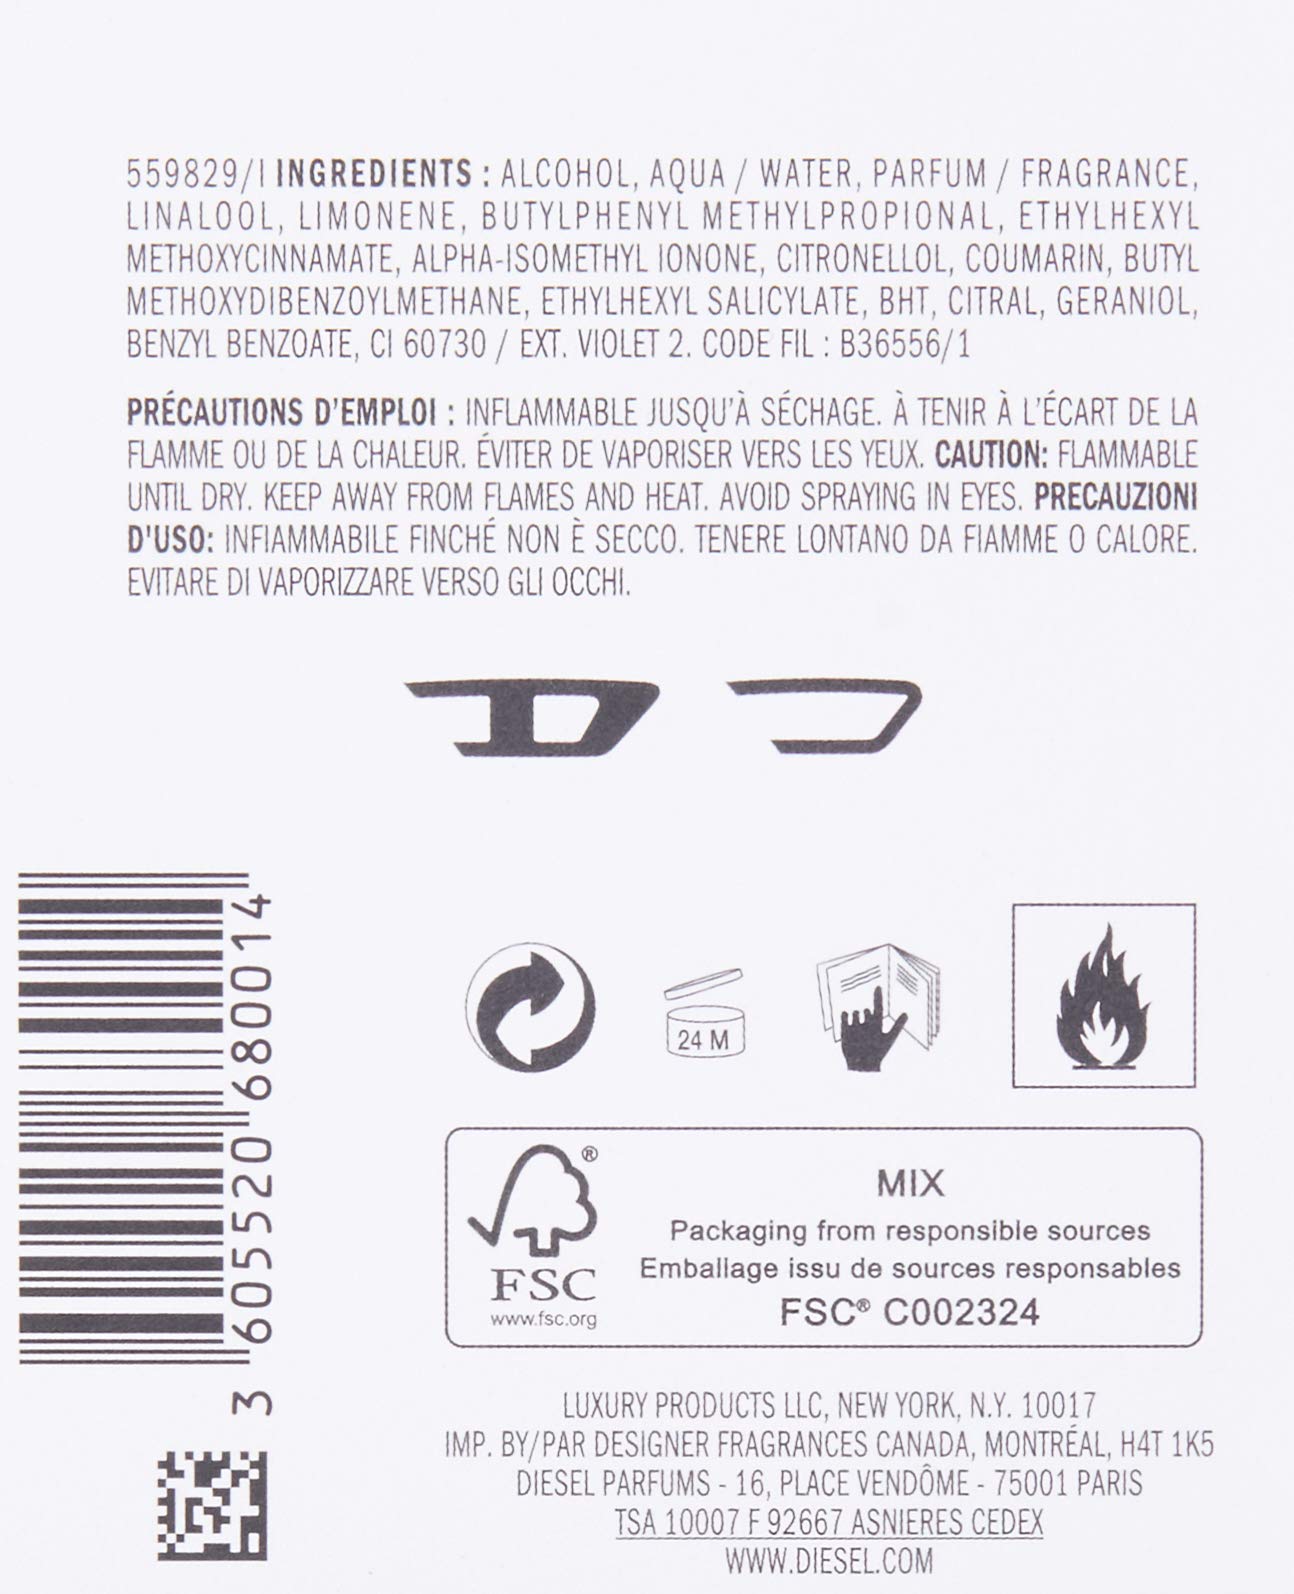 559829/I INGREDIENTS : ALCOHOL, AQUA / WATER, PARFUM / FRAGRANCE,
LINALOOL, LIMONENE, BUTYLPHENYL METHYLPROPIONAL, ETHYLHEXYL
METHOXYCINNAMATE, ALPHA-ISOMETHYL IONONE, CITRONELLOL, COUMARIN, BUTYL
METHOXYDIBENZOYLMETHANE, ETHYLHEXYL SALICYLATE, BHT, CITRAL, GERANIOL,
BENZYL BENZOATE, CI 60730 / EXT. VIOLET 2. CODE FIL : B36556/1
PRÉCAUTIONS D'EMPLOI : INFLAMMABLE JUSQU'À SÉCHAGE. À TENIR À L'ÉCART DE LA
FLAMME OU DE LA CHALEUR. ÉVITER DE VAPORISER VERS LES YEUX. CAUTION: FLAMMABLE
UNTIL DRY. KEEP AWAY FROM FLAMES AND HEAT. AVOID SPRAYING IN EYES. PRECAUZIONI
D'USO: INFIAMMABILE FINCHÉ NON È SECCO. TENERE LONTANO DA FIAMME O CALORE.
EVITARE DI VAPORIZZARE VERSO GLI OCCHI.
D
3 605520 680014
24 M
®
FSC
www.fsc.org
MIX
Packaging from responsible sources
Emballage issu de sources responsables
FSC® C002324
LUXURY PRODUCTS LLC, NEW YORK, N.Y. 10017
IMP. BY/PAR DESIGNER FRAGRANCES CANADA, MONTRÉAL, H4T 1K5
DIESEL PARFUMS - 16, PLACE VENDÔME - 75001 PARIS
TSA 10007 F 92667 ASNIERES CEDEX
WWW.DIESEL.COM